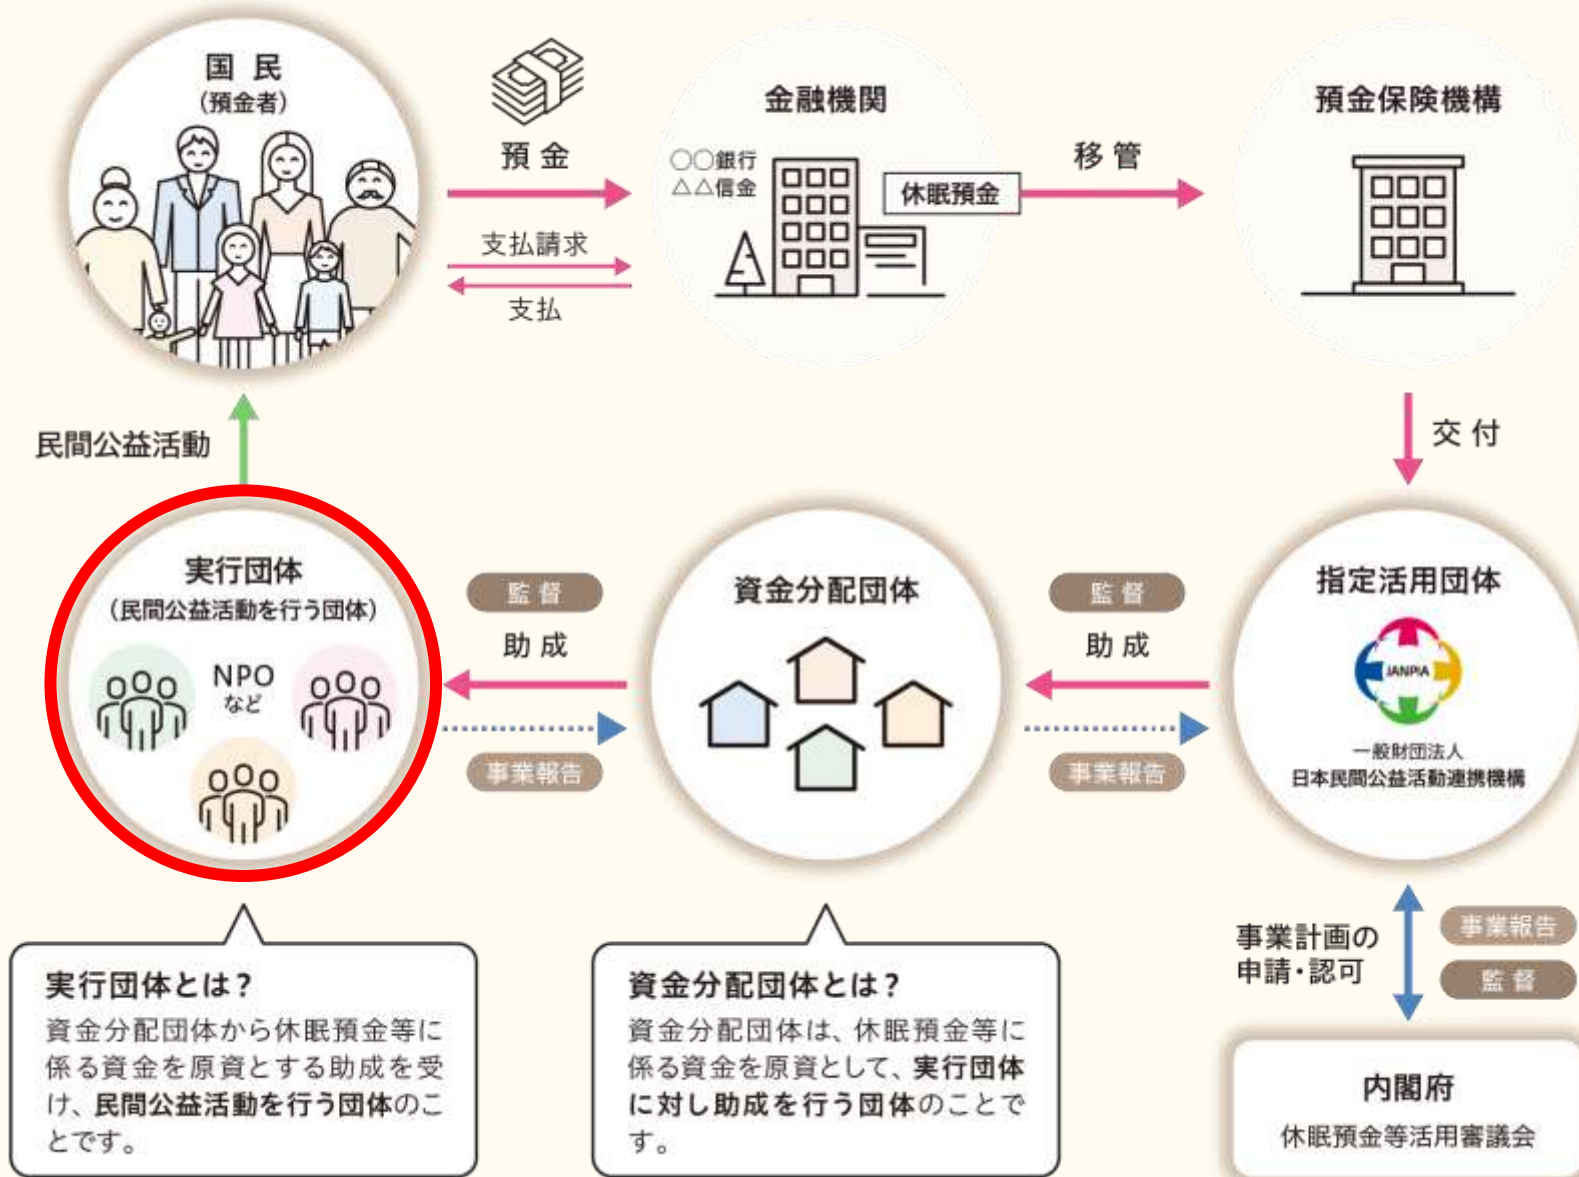 国 民
(預金者)
預 金
支払請求
支払
金融機関
○○銀行
△△信金
休眠預金
移 管
預金保険機構
交 付
民間公益活動
実行団体
(民間公益活動を行う団体)
NPO
など
監 督
助 成
事業報告
資金分配団体
監 督
助 成
事業報告
指定活用団体
JANPIA
一般財団法人
日本民間公益活動連携機構
事業計画の
申請・認可
事業報告
監 督
実行団体とは？
資金分配団体から休眠預金等に
係る資金を原資とする助成を受
け、民間公益活動を行う団体のこ
とです。
資金分配団体とは？
資金分配団体は、休眠預金等に
係る資金を原資として、実行団体
に対し助成を行う団体のことで
す。
内閣府
休眠預金等活用審議会